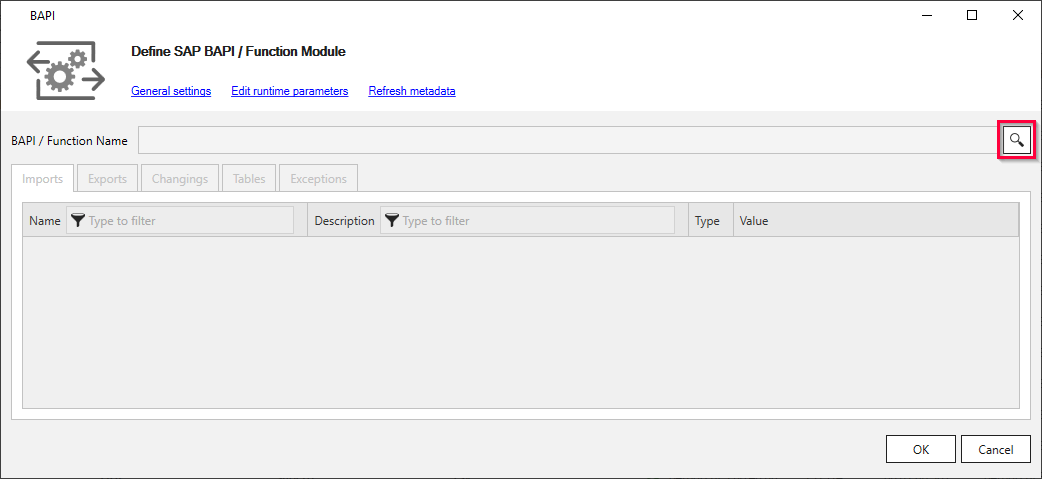 BAPI
Define SAP BAPI / Function Module
General settings Edit runtime parameters Refresh metadata
BAPI / Function Name
Imports Exports Changings Tables Exceptions
Name Type to filter Description Type to filter Type Value
OK Cancel